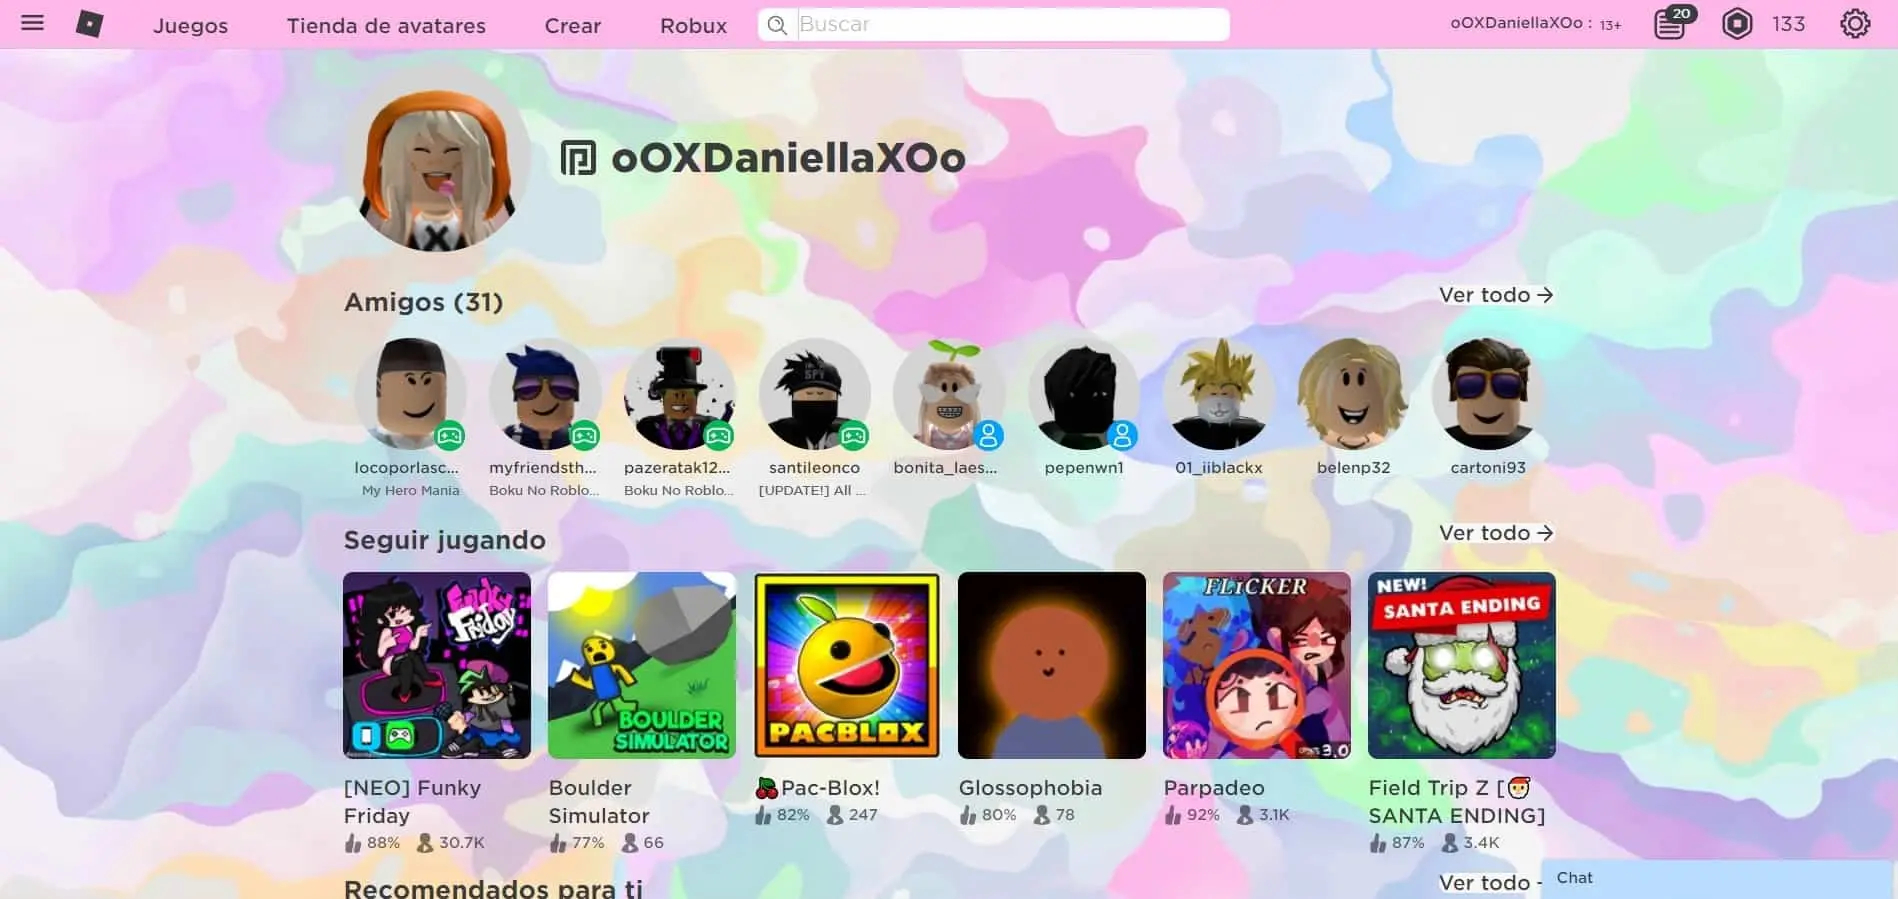 Juegos Tienda de avatares Crear Robux Buscar oOXDaniellaXOo : 13+ 20 133
oOXDaniellaXOo
Amigos (31) Ver todo →
SPY
locoporlasc... myfriendsth... pazeratak12... santileonco bonita_laes... pepenwn1 01_iiblackx belenp32 cartoni93
My Hero Mania Boku No Roblo... Boku No Roblo... [UPDATE!] All ...
Seguir jugando Ver todo →
Funky Friday
BOULDER SIMULATOR
PACBLOX
FLiCKER
3.0
NEW!
SANTA ENDING
[NEO] Funky Friday
88% 30.7K
Boulder Simulator
77% 66
🍒Pac-Blox!
82% 247
Glossophobia
80% 78
Parpadeo
92% 3.1K
Field Trip Z [🎅 SANTA ENDING]
87% 3.4K
Recomendados para ti Ver todo
Chat